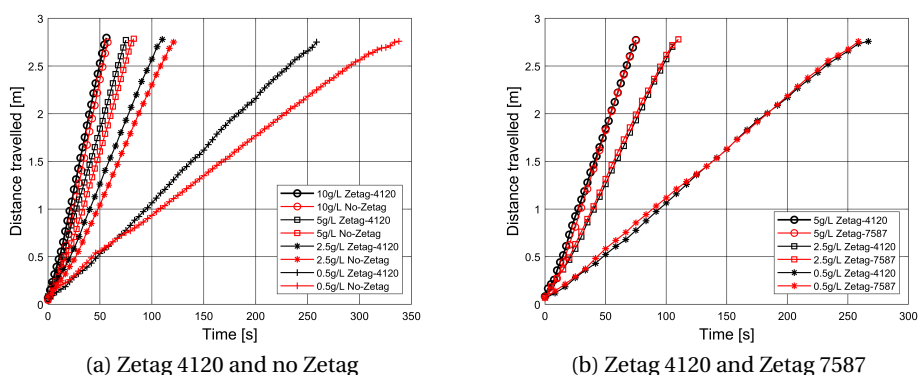 3
2.5
2
1.5
1
0.5
0
Distance travelled [m]
10g/L Zetag-4120
10g/L No-Zetag
5g/L Zetag-4120
5g/L No-Zetag
2.5g/L Zetag-4120
2.5g/L No-Zetag
0.5g/L Zetag-4120
0.5g/L No-Zetag
0 50 100 150 200 250 300 350
Time [s]
(a) Zetag 4120 and no Zetag
3
2.5
2
1.5
1
0.5
0
Distance travelled [m]
5g/L Zetag-4120
5g/L Zetag-7587
2.5g/L Zetag-4120
2.5g/L Zetag-7587
0.5g/L Zetag-4120
0.5g/L Zetag-7587
0 50 100 150 200 250 300
Time [s]
(b) Zetag 4120 and Zetag 7587